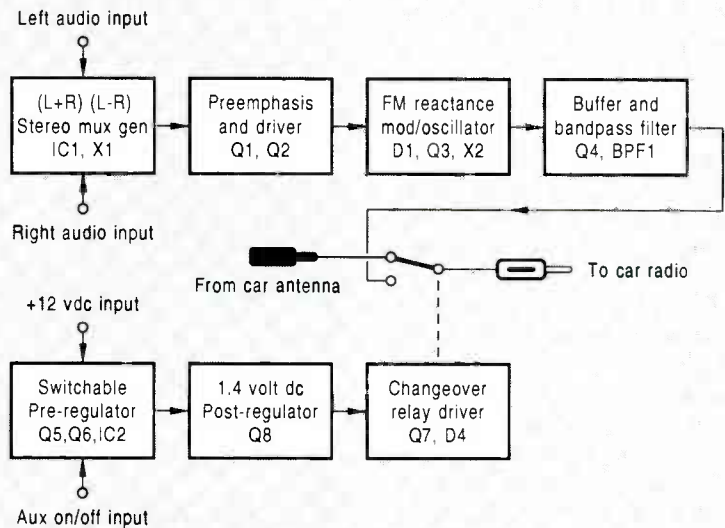 Left audio input
(L+R) (L-R)
Stereo mux gen
IC1, X1
Preemphasis
and driver
Q1, Q2
FM reactance
mod/oscillator
D1, Q3, X2
Buffer and
bandpass filter
Q4, BPF1
Right audio input
From car antenna
To car radio
+12 vdc input
Switchable
Pre-regulator
Q5,Q6,IC2
1.4 volt dc
Post-regulator
Q8
Changeover
relay driver
Q7, D4
Aux on/off input